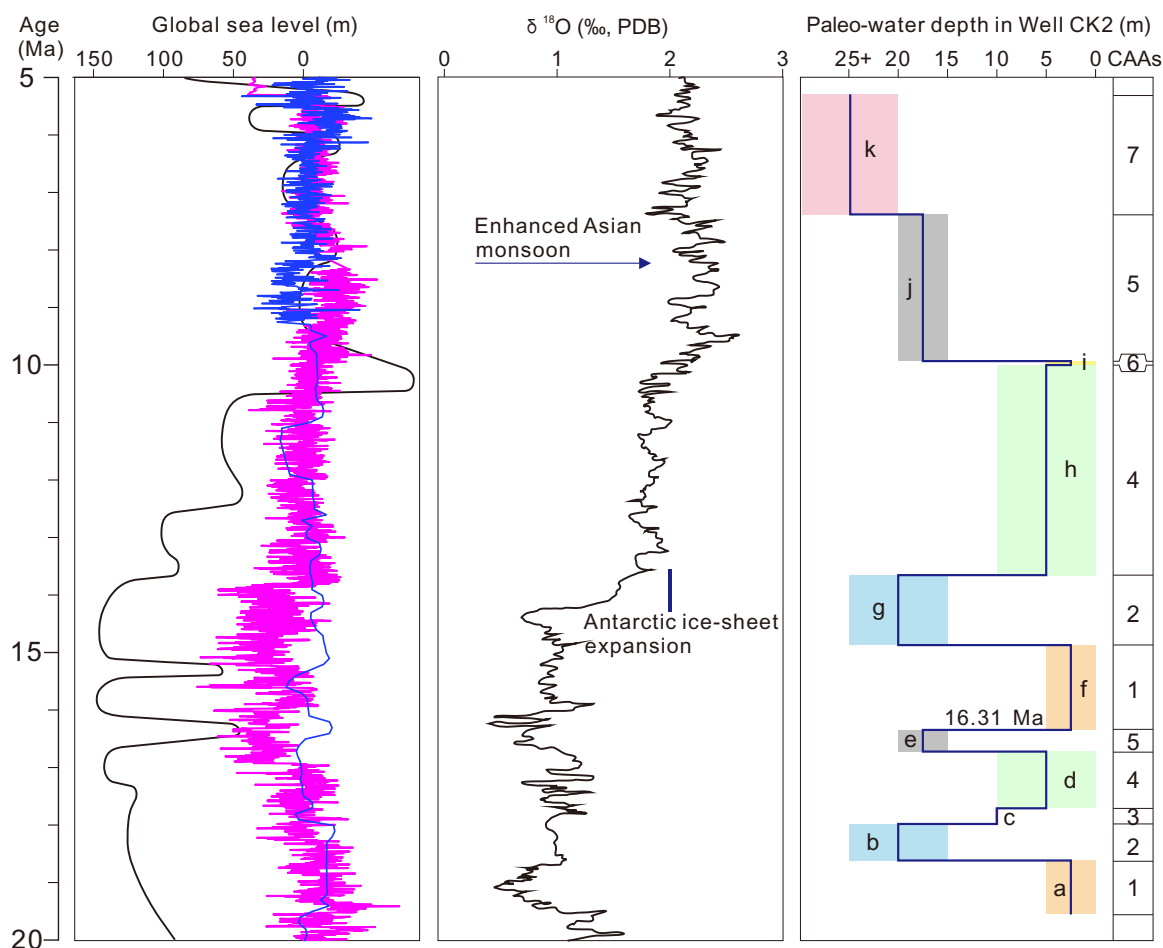 Age
(Ma)
Global sea level (m)
δ ¹⁸O (‰, PDB)
Paleo-water depth in Well CK2 (m)
150 100 50 0
0 1 2 3
25+ 20 10 5 0 CAAs
5
10
15
20
Enhanced Asian
monsoon
Antarctic ice-sheet
expansion
k
7
j
5
i
6
h
4
g
2
f
1
16.31 Ma
e
5
d
4
c
3
b
2
a
1